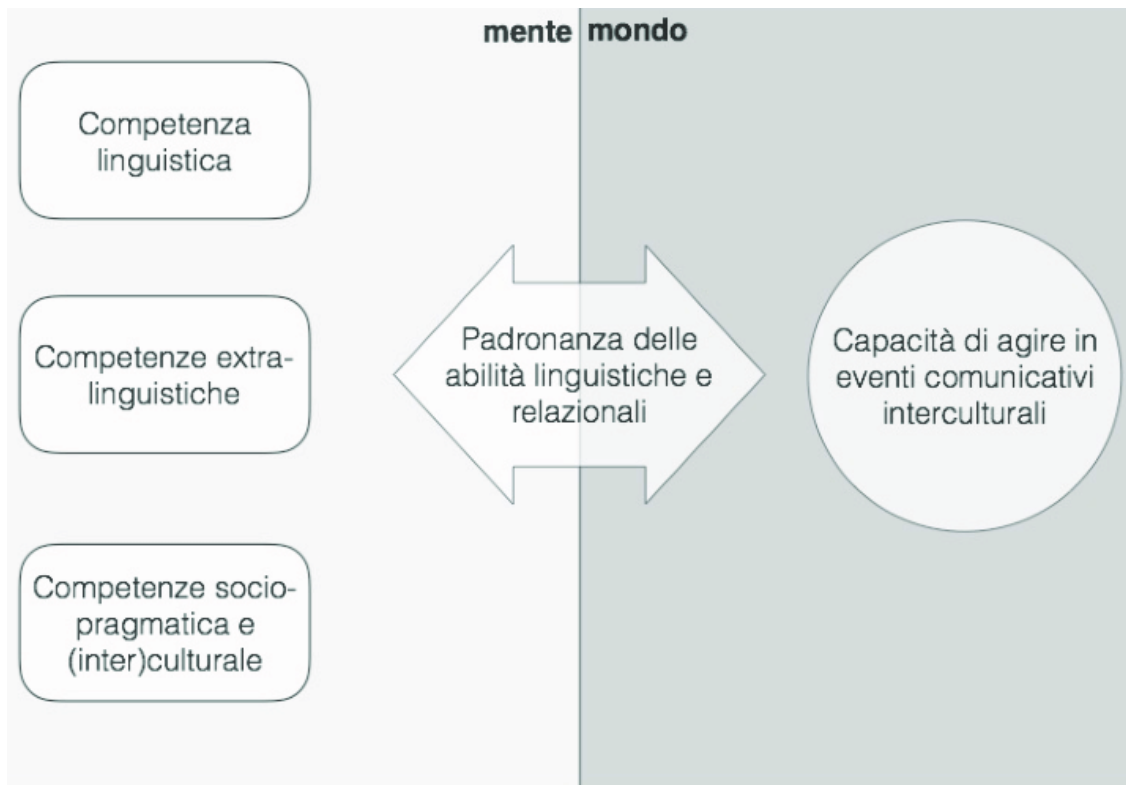 mente mondo
Competenza
linguistica
Competenze extra-
linguistiche
Competenze socio-
pragmatica e
(inter)culturale
Padronanza delle
abilità linguistiche e
relazionali
Capacità di agire in
eventi comunicativi
interculturali